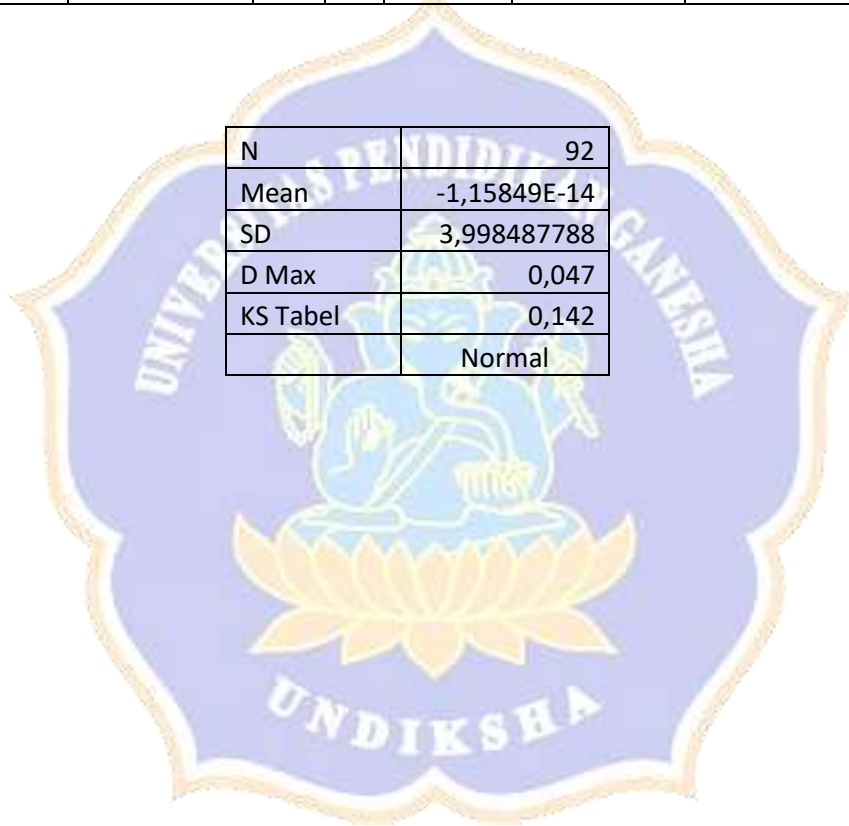 UNIVERSITAS PENDIDIKAN GANESHA
N 92
Mean -1,15849E-14
SD 3,998487788
D Max 0,047
KS Tabel 0,142
Normal
UNDIKSHA